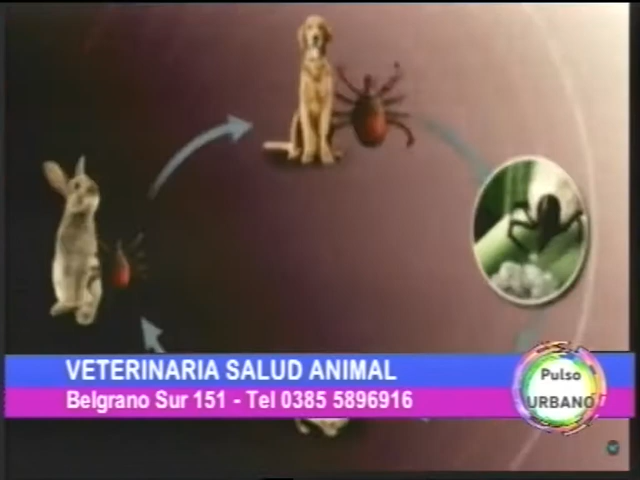 VETERINARIA SALUD ANIMAL
Belgrano Sur 151 - Tel 0385 5896916
Pulso
URBANO